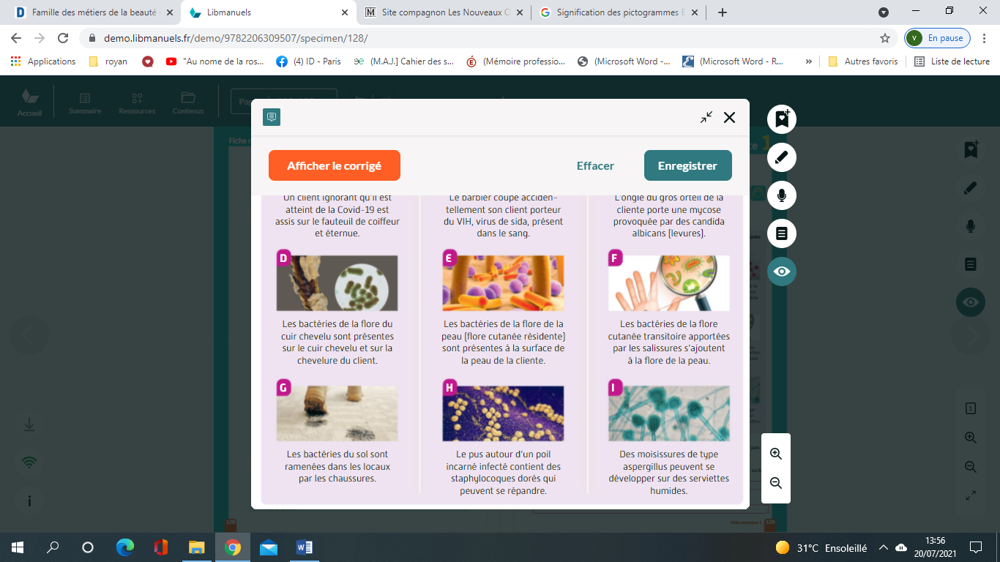 Famille des métiers de la beauté
Libmanuels
Site compagnon Les Nouveaux C
Signification des pictogrammes E
demo.libmanuels.fr/demo/9782206309507/specimen/128/
V
En pause
Applications
royan
"Au nome de la ros...
(4) ID - Paris
(M.A.J.] Cahier des s...
(Mémoire professio...
(Microsoft Word -...
(Microsoft Word - R...
»
Autres favoris
Liste de lecture
Accueil
Sommaire
Ressources
Contenus
Afficher le corrigé
Effacer
Enregistrer
Un client ignorant qu'il est
atteint de la Covid-19 est
assis sur le fauteuil de coiffeur
et éternue.
Le barbier coupe acciden-
tellement son client porteur
du VIH, virus de sida, présent
dans le sang.
L'ongle du gros orteil de la
cliente porte une mycose
provoquée par des candida
albicans (levures).
D
Les bactéries de la flore du
cuir chevelu sont présentes
sur le cuir chevelu et sur la
chevelure du client.
E
Les bactéries de la flore de la
peau (flore cutanée résidente)
sont présentes à la surface de
la peau de la cliente.
F
Les bactéries de la flore
cutanée transitoire apportées
par les salissures s'ajoutent
à la flore de la peau.
G
Les bactéries du sol sont
ramenées dans les locaux
par les chaussures.
H
Le pus autour d'un poil
incarné infecté contient des
staphylocoques dorés qui
peuvent se répandre.
I
Des moisissures de type
aspergillus peuvent se
développer sur des serviettes
humides.
31°C Ensoleillé
13:56
20/07/2021